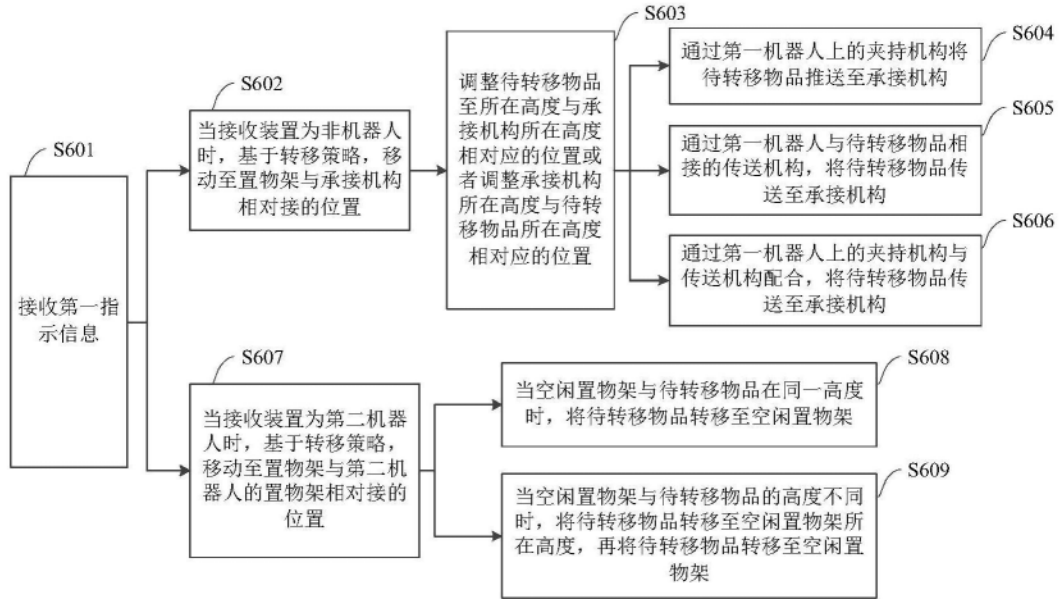 S601
接收第一指
示信息
S602
当接收装置为非机器人
时，基于转移策略，移
动至置物架与承接机构
相对接的位置
S603
调整待转移物品
至所在高度与承
接机构所在高度
相对应的位置或
者调整承接机构
所在高度与待转
移物品所在高度
相对应的位置
S604
通过第一机器人上的夹持机构将
待转移物品推送至承接机构
S605
通过第一机器人与待转移物品相
接的传送机构，将待转移物品传
送至承接机构
S606
通过第一机器人上的夹持机构与
传送机构配合，将待转移物品传
送至承接机构
S607
当接收装置为第二机器
人时，基于转移策略，
移动至置物架与第二机
器人的置物架相对接的
位置
S608
当空闲置物架与待转移物品在同一高度
时，将待转移物品转移至空闲置物架
S609
当空闲置物架与待转移物品的高度不同
时，将待转移物品转移至空闲置物架所
在高度，再将待转移物品转移至空闲置
物架